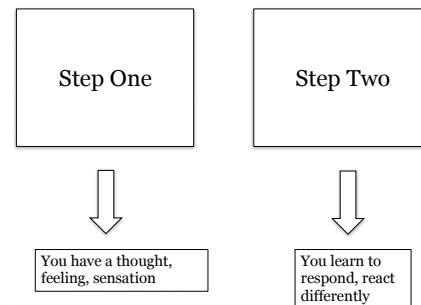 Step One
Step Two
You have a thought,
feeling, sensation
You learn to
respond, react
differently